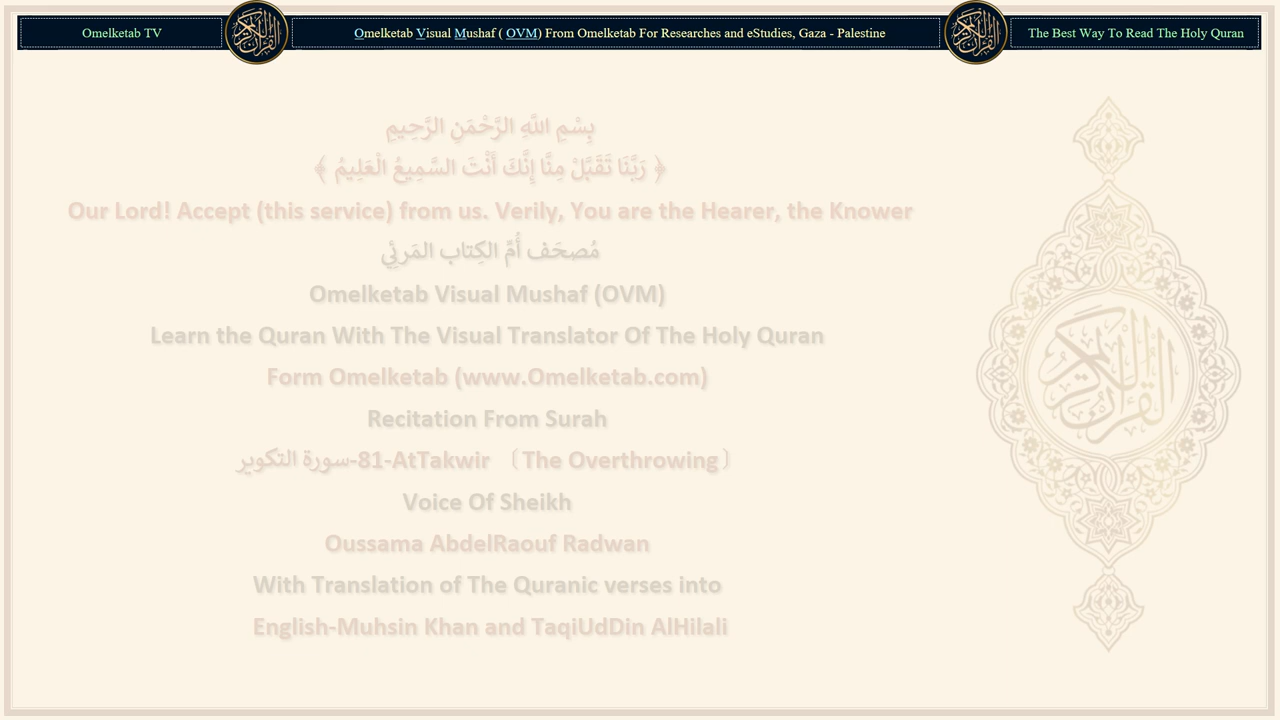 Omelketab TV
Omelketab Visual Mushaf ( OVM) From Omelketab For Researches and eStudies, Gaza - Palestine
The Best Way To Read The Holy Quran
بِسْمِ اللَّهِ الرَّحْمَنِ الرَّحِيمِ
﴿ رَبَّنَا تَقَبَّلْ مِنَّا إِنَّكَ أَنْتَ السَّمِيعُ الْعَلِيمُ ﴾
Our Lord! Accept (this service) from us. Verily, You are the Hearer, the Knower
مُصحَف أُمِّ الكِتاب المَرئِي
Omelketab Visual Mushaf (OVM)
Learn the Quran With The Visual Translator Of The Holy Quran
Form Omelketab (www.Omelketab.com)
Recitation From Surah
سورة التكوير-81-AtTakwir 〔The Overthrowing〕
Voice Of Sheikh
Oussama AbdelRaouf Radwan
With Translation of The Quranic verses into
English-Muhsin Khan and TaqiUdDin AlHilali
القرآن الكريم